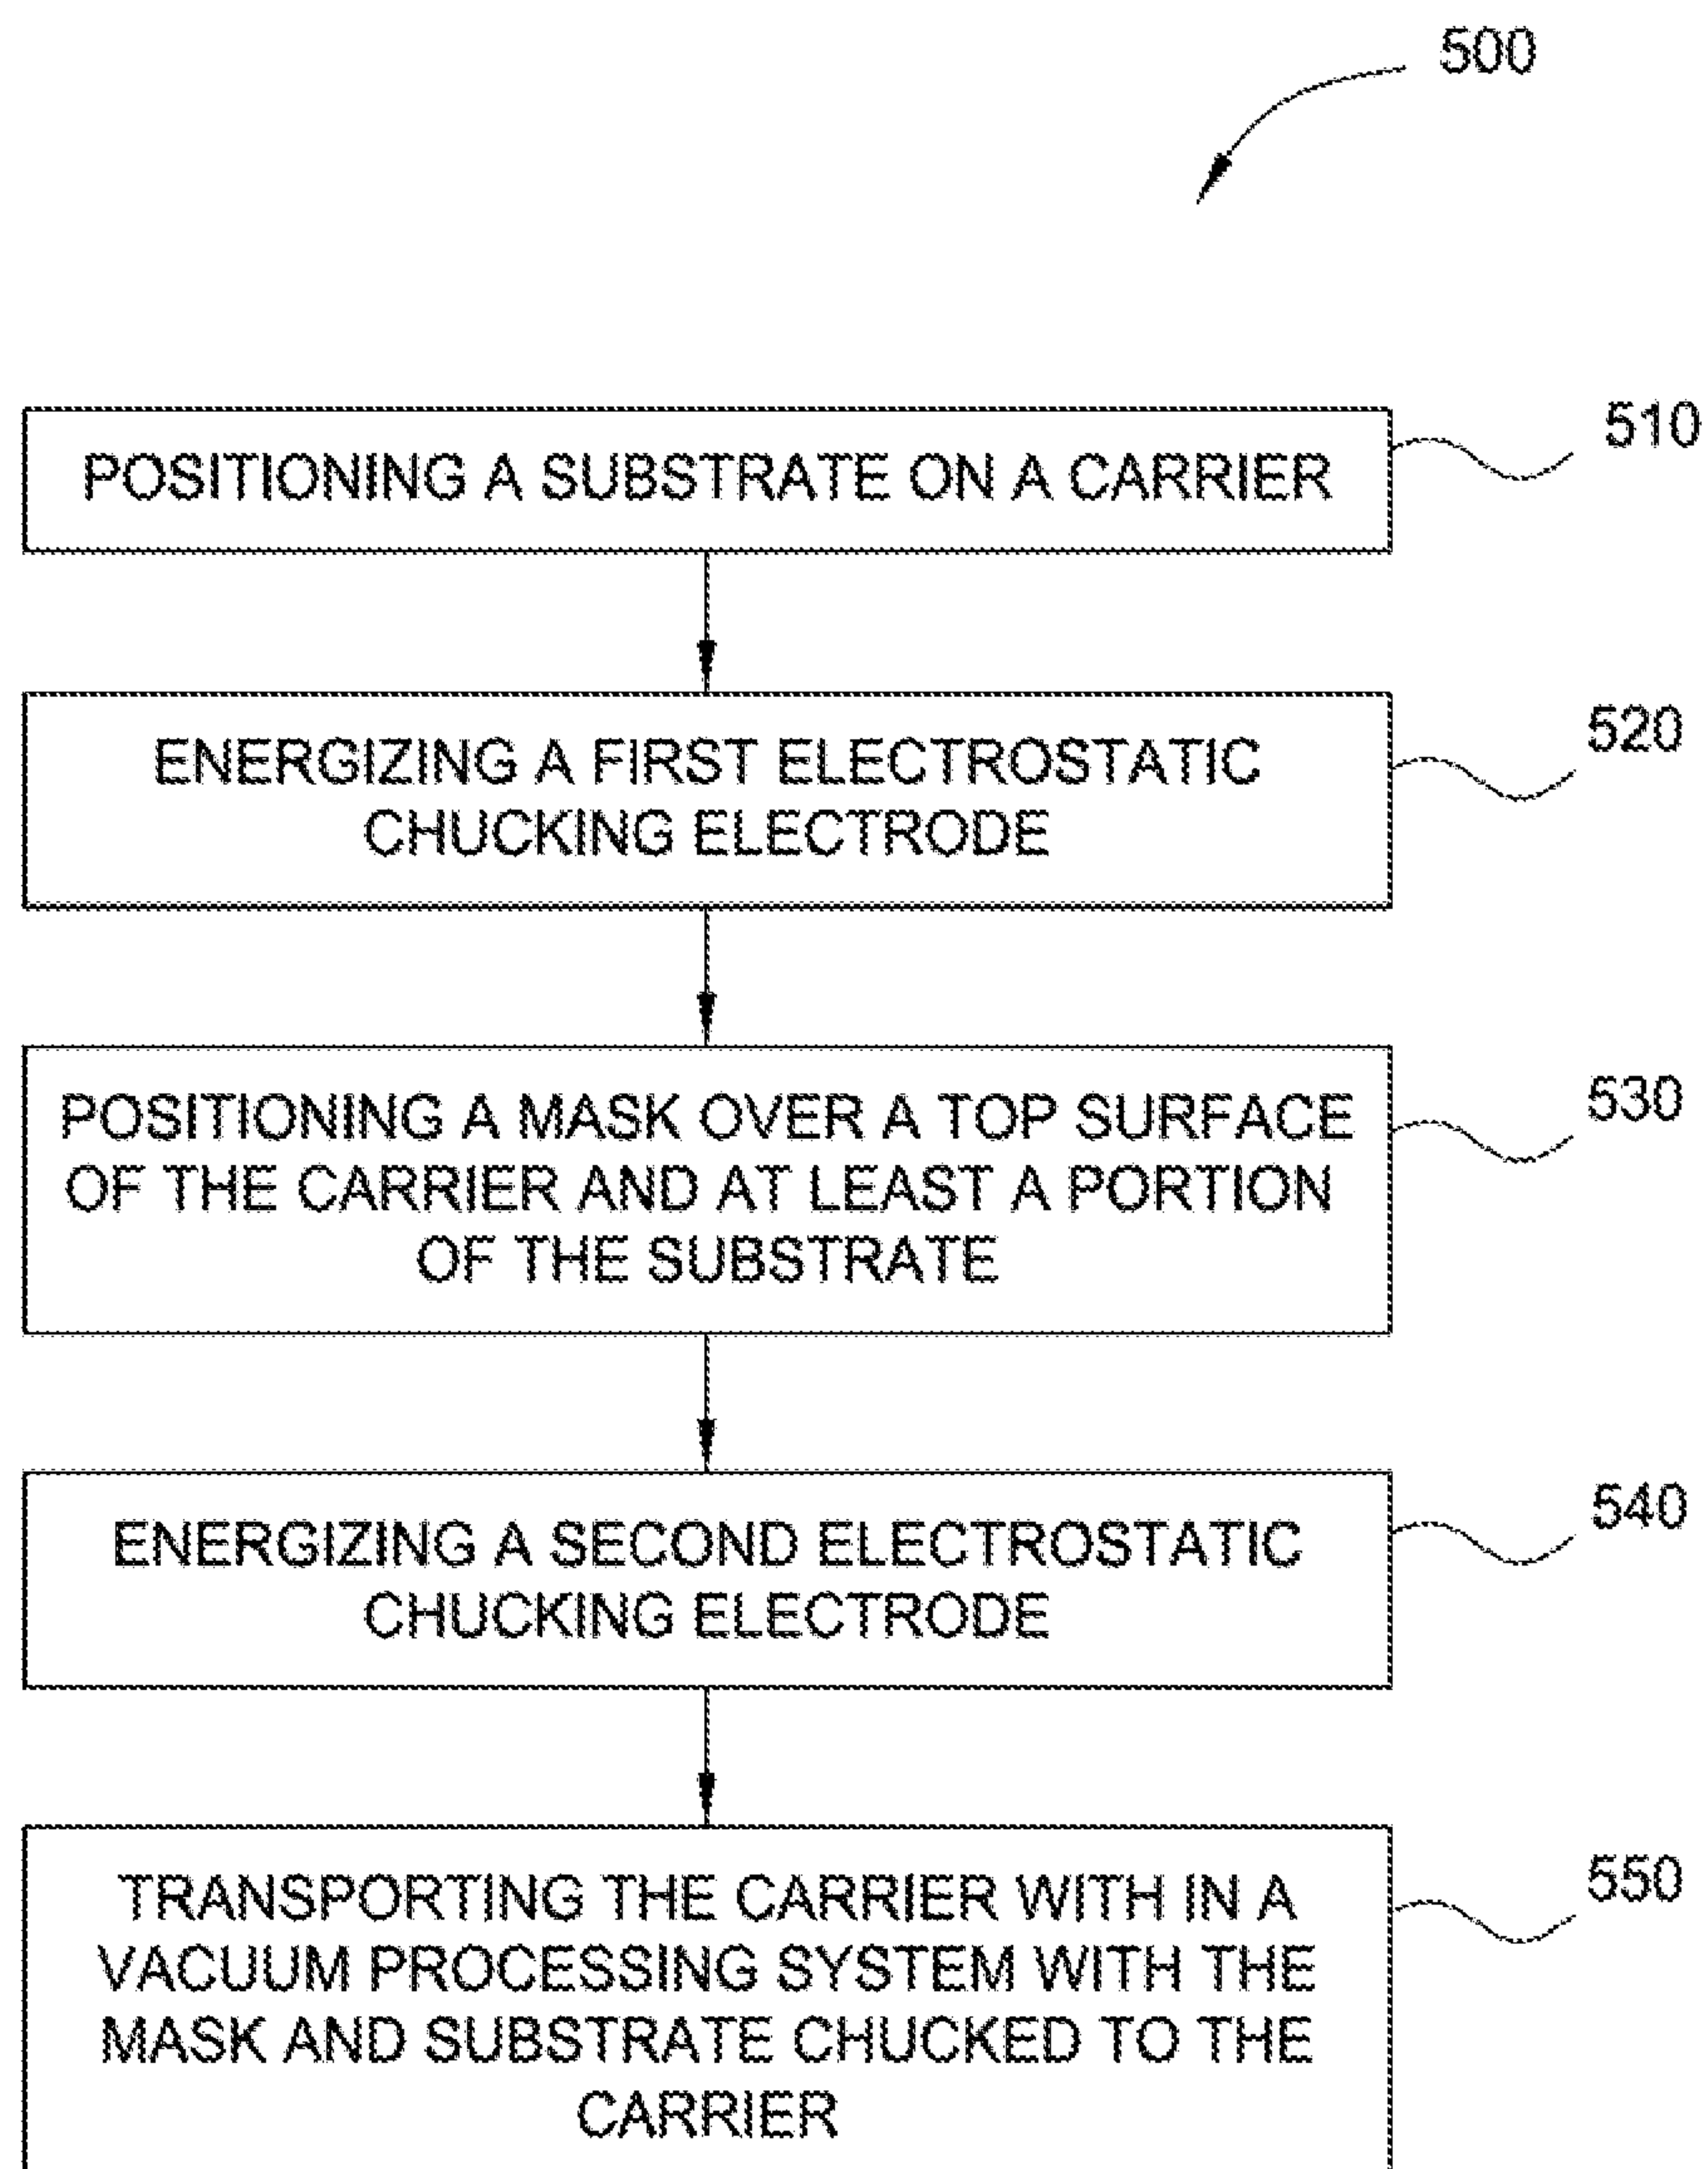 500
POSITIONING A SUBSTRATE ON A CARRIER
510
ENERGIZING A FIRST ELECTROSTATIC
CHUCKING ELECTRODE
520
POSITIONING A MASK OVER A TOP SURFACE
OF THE CARRIER AND AT LEAST A PORTION
OF THE SUBSTRATE
530
ENERGIZING A SECOND ELECTROSTATIC
CHUCKING ELECTRODE
540
TRANSPORTING THE CARRIER WITH IN A
VACUUM PROCESSING SYSTEM WITH THE
MASK AND SUBSTRATE CHUCKED TO THE
CARRIER
550